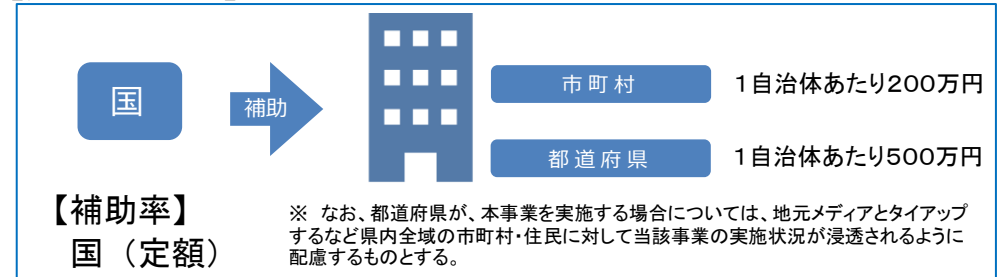 国
補助
市町村
1自治体あたり200万円
都道府県
1自治体あたり500万円
【補助率】
国（定額）
※ なお、都道府県が、本事業を実施する場合については、地元メディアとタイアップ
するなど県内全域の市町村・住民に対して当該事業の実施状況が浸透されるように
配慮するものとする。